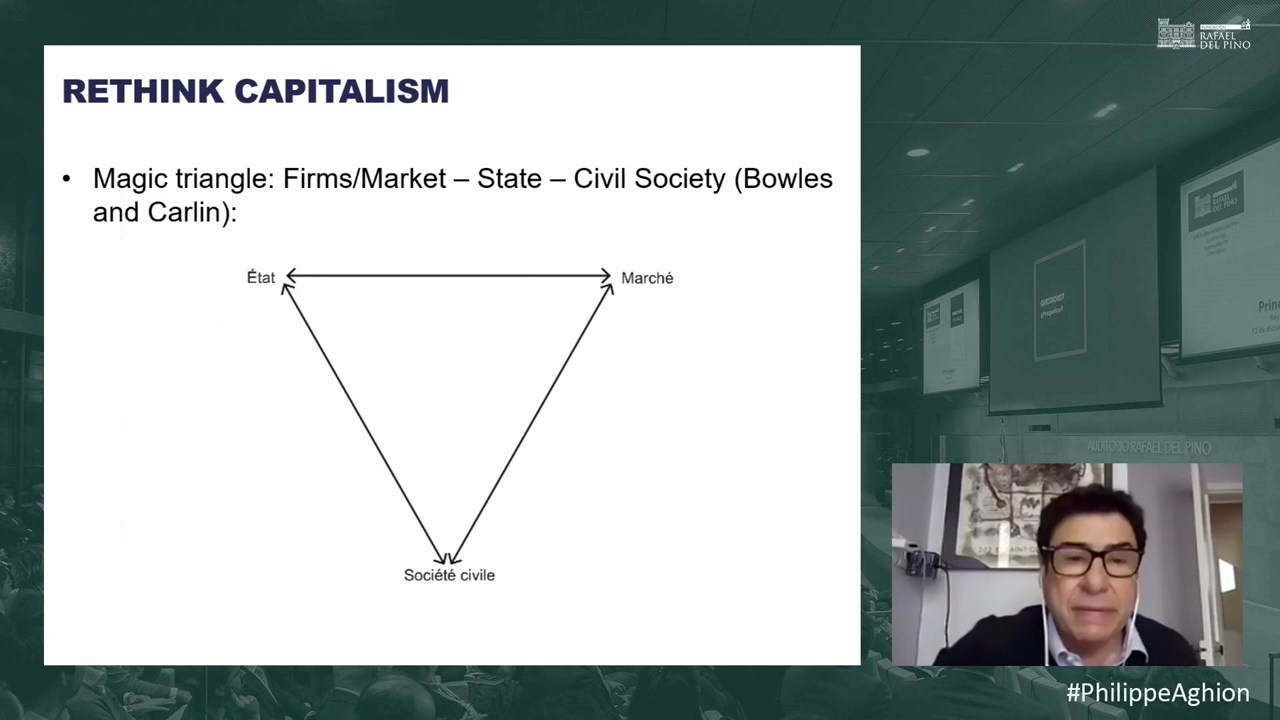 FUNDACIÓN
RAFAEL
DEL PINO
RETHINK CAPITALISM
• Magic triangle: Firms/Market – State – Civil Society (Bowles
and Carlin):
État
Marché
Société civile
AUDITORIO RAFAEL DEL PINO
#PhilippeAghion